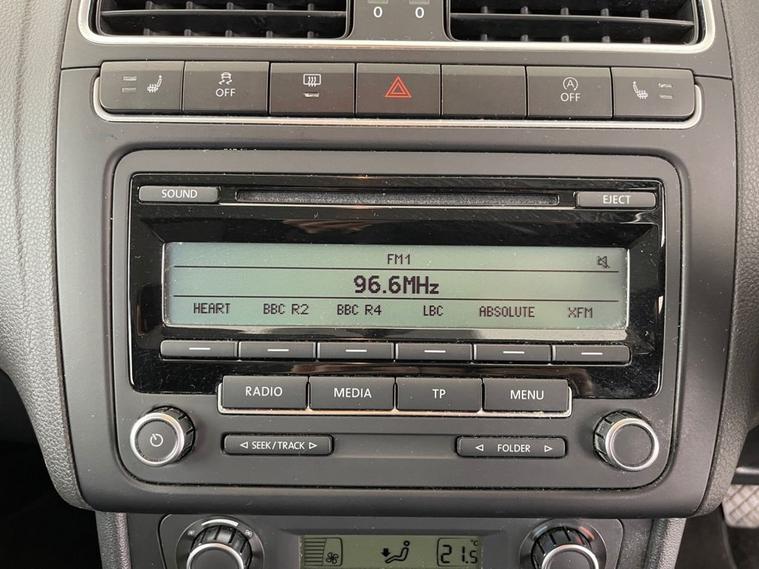 0 0
OFF
OFF
SOUND
EJECT
FM1
96.6MHz
HEART BBC R2 BBC R4 LBC ABSOLUTE XFM
RADIO MEDIA TP MENU
SEEK/TRACK FOLDER
21.5 °C